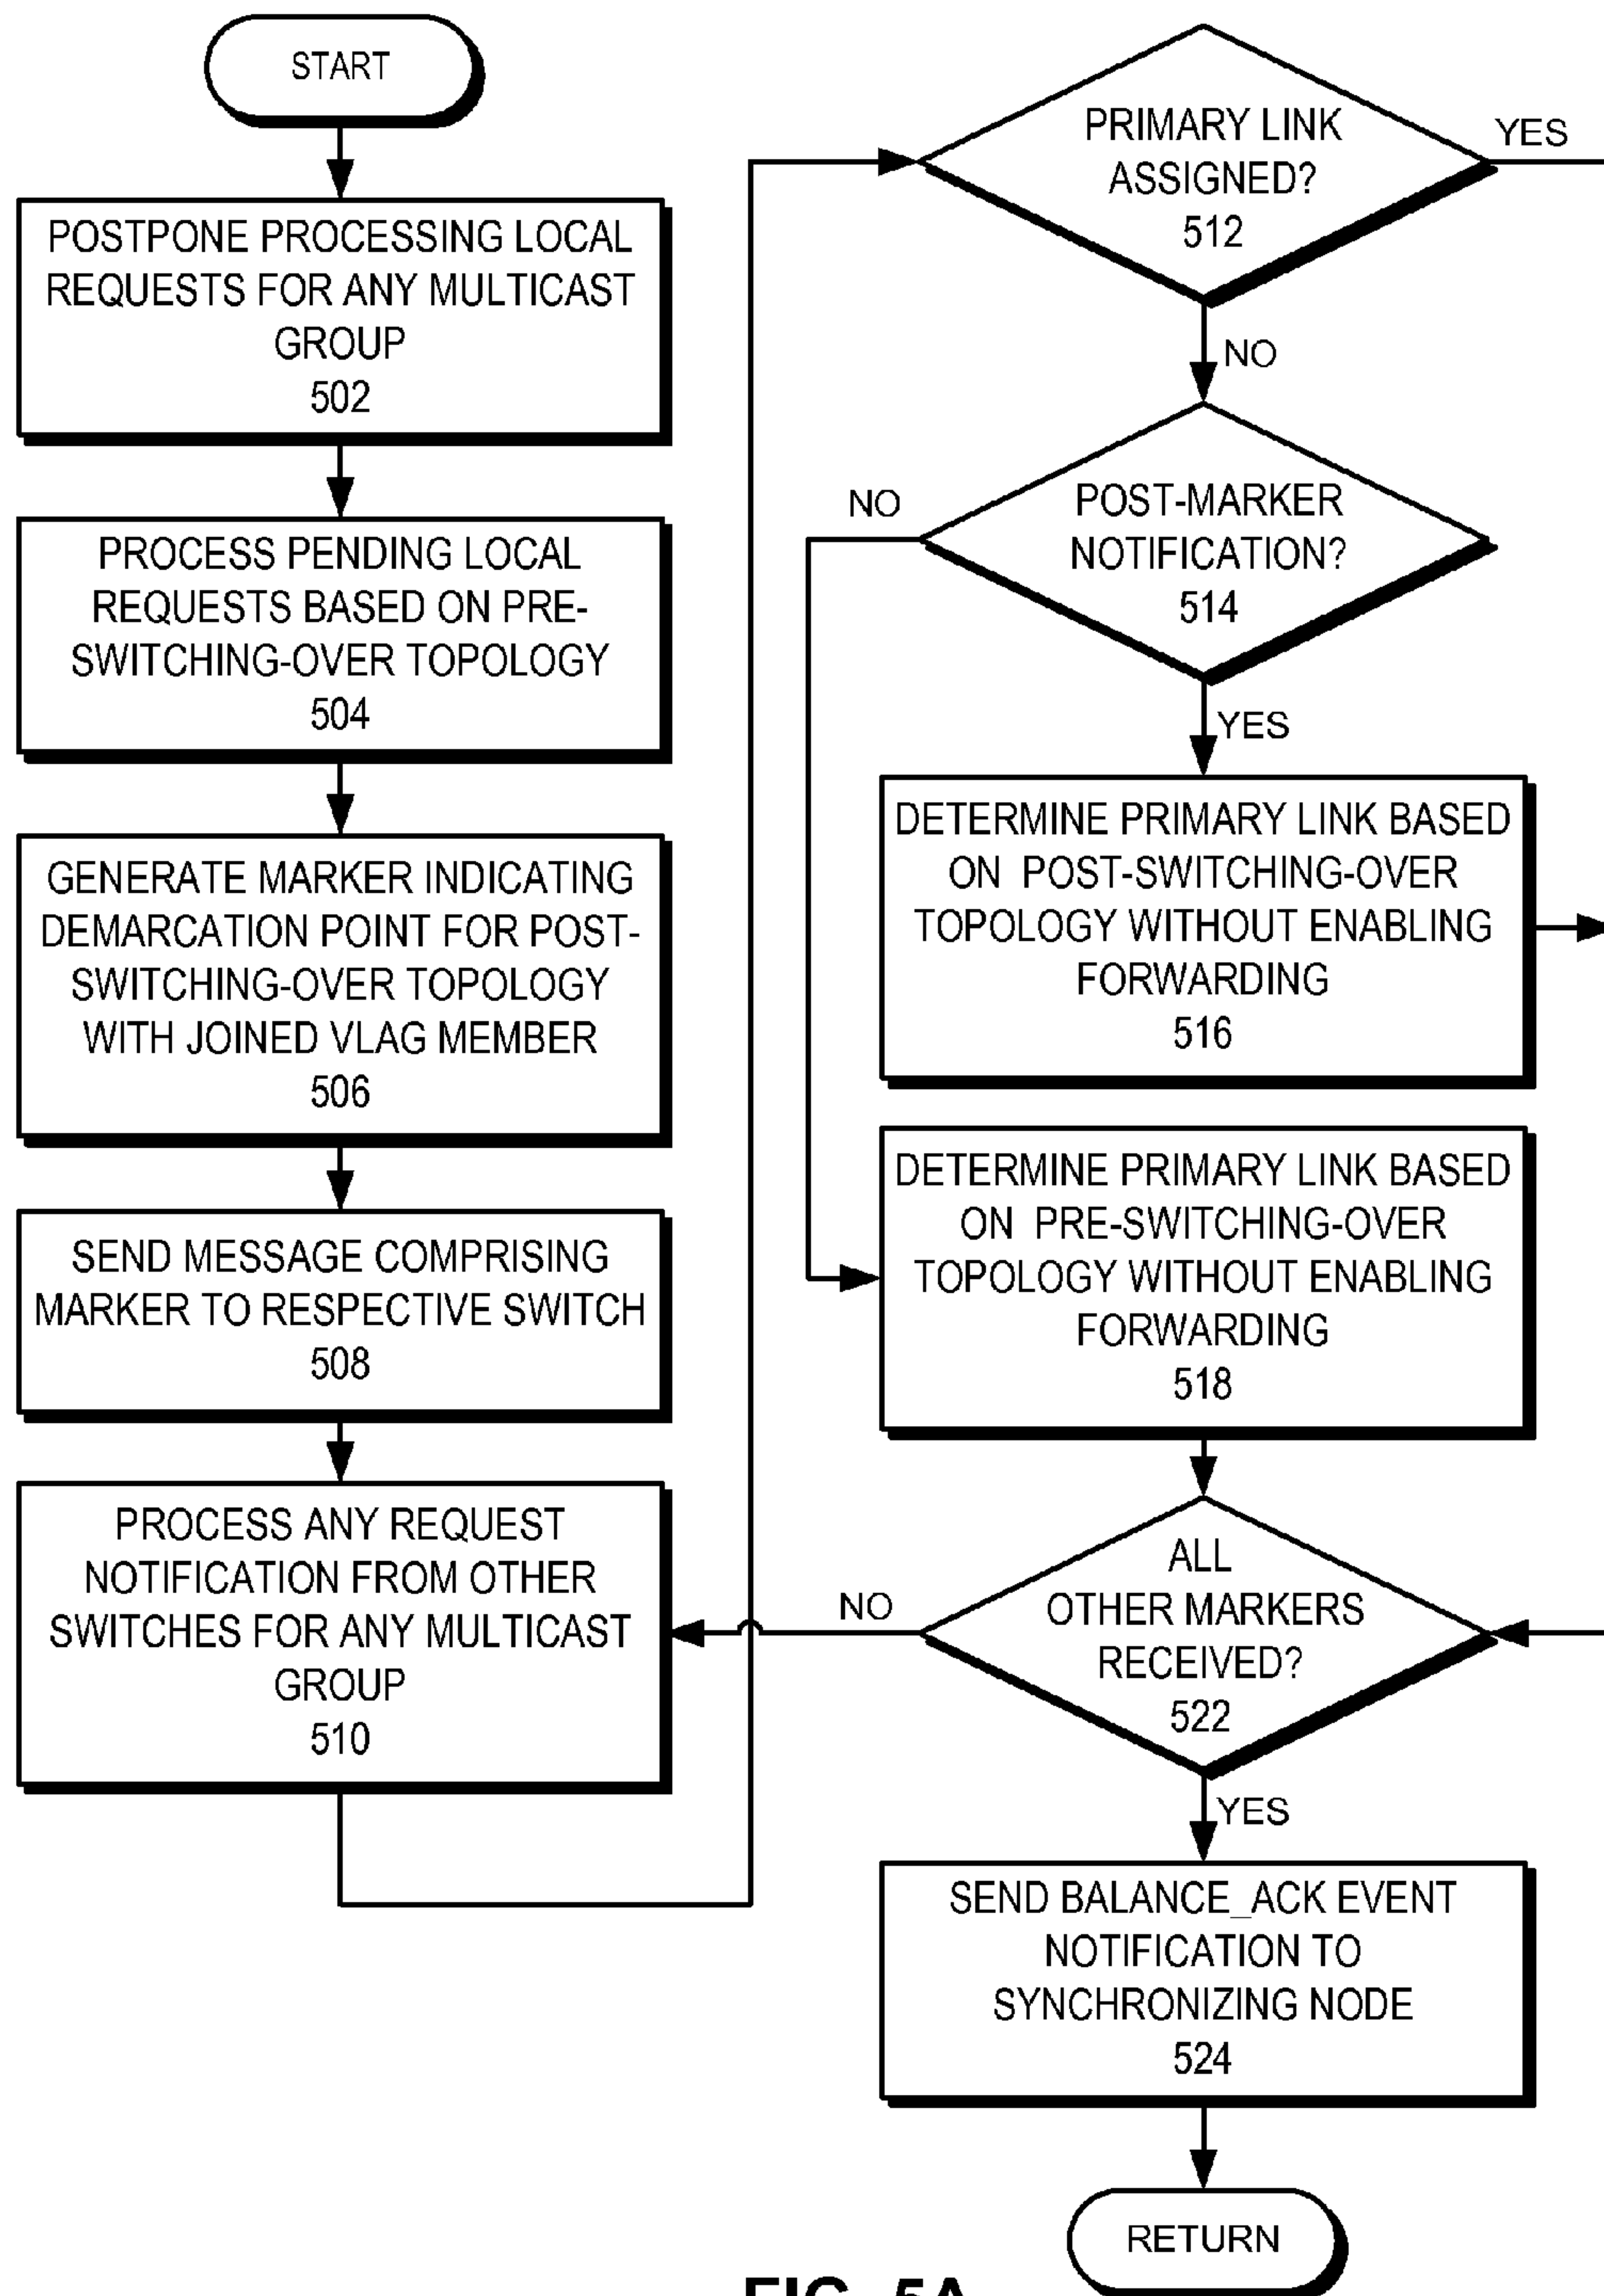 START
POSTPONE PROCESSING LOCAL
REQUESTS FOR ANY MULTICAST
GROUP
502
PROCESS PENDING LOCAL
REQUESTS BASED ON PRE-
SWITCHING-OVER TOPOLOGY
504
GENERATE MARKER INDICATING
DEMARCATION POINT FOR POST-
SWITCHING-OVER TOPOLOGY
WITH JOINED VLAG MEMBER
506
SEND MESSAGE COMPRISING
MARKER TO RESPECTIVE SWITCH
508
PROCESS ANY REQUEST
NOTIFICATION FROM OTHER
SWITCHES FOR ANY MULTICAST
GROUP
510
PRIMARY LINK
ASSIGNED?
512
YES
NO
POST-MARKER
NOTIFICATION?
514
NO
YES
DETERMINE PRIMARY LINK BASED
ON POST-SWITCHING-OVER
TOPOLOGY WITHOUT ENABLING
FORWARDING
516
DETERMINE PRIMARY LINK BASED
ON PRE-SWITCHING-OVER
TOPOLOGY WITHOUT ENABLING
FORWARDING
518
ALL
OTHER MARKERS
RECEIVED?
522
NO
YES
SEND BALANCE_ACK EVENT
NOTIFICATION TO
SYNCHRONIZING NODE
524
RETURN
FIG. 5A